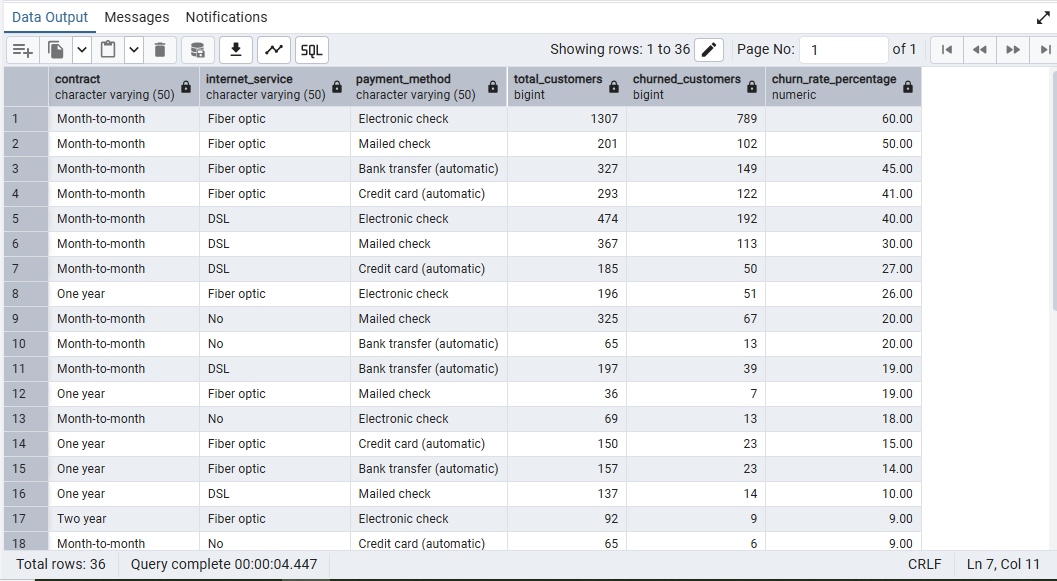 Data Output Messages Notifications
SQL Showing rows: 1 to 36 Page No: 1 of 1
contract internet_service payment_method total_customers churned_customers churn_rate_percentage
character varying (50) character varying (50) character varying (50) bigint bigint numeric
1 Month-to-month Fiber optic Electronic check 1307 789 60.00
2 Month-to-month Fiber optic Mailed check 201 102 50.00
3 Month-to-month Fiber optic Bank transfer (automatic) 327 149 45.00
4 Month-to-month Fiber optic Credit card (automatic) 293 122 41.00
5 Month-to-month DSL Electronic check 474 192 40.00
6 Month-to-month DSL Mailed check 367 113 30.00
7 Month-to-month DSL Credit card (automatic) 185 50 27.00
8 One year Fiber optic Electronic check 196 51 26.00
9 Month-to-month No Mailed check 325 67 20.00
10 Month-to-month No Bank transfer (automatic) 65 13 20.00
11 Month-to-month DSL Bank transfer (automatic) 197 39 19.00
12 One year Fiber optic Mailed check 36 7 19.00
13 Month-to-month No Electronic check 69 13 18.00
14 One year Fiber optic Credit card (automatic) 150 23 15.00
15 One year Fiber optic Bank transfer (automatic) 157 23 14.00
16 One year DSL Mailed check 137 14 10.00
17 Two year Fiber optic Electronic check 92 9 9.00
18 Month-to-month No Credit card (automatic) 65 6 9.00
Total rows: 36 Query complete 00:00:04.447 CRLF Ln 7, Col 11